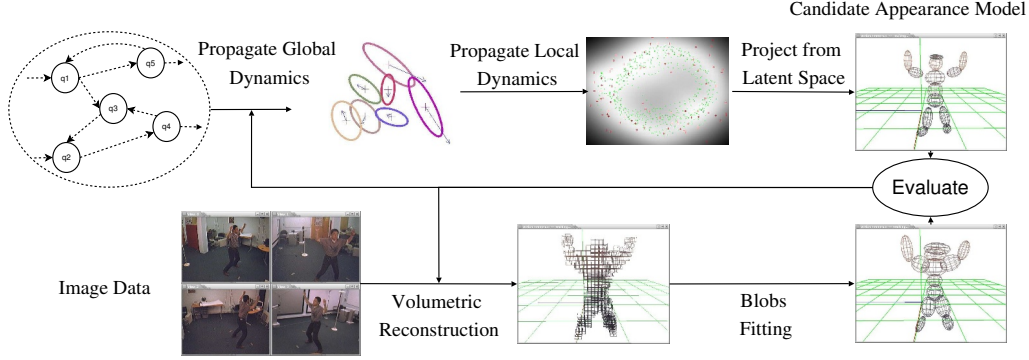 Candidate Appearance Model
Propagate Global
Dynamics
Propagate Local
Dynamics
Project from
Latent Space
q1
q5
q3
q4
q2
Evaluate
Image Data
Volumetric
Reconstruction
Blobs
Fitting